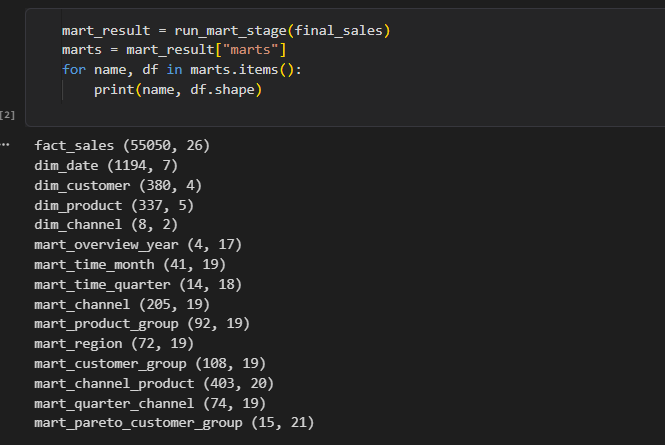 mart_result = run_mart_stage(final_sales)
marts = mart_result["marts"]
for name, df in marts.items():
    print(name, df.shape)
[2]
...
fact_sales (55050, 26)
dim_date (1194, 7)
dim_customer (380, 4)
dim_product (337, 5)
dim_channel (8, 2)
mart_overview_year (4, 17)
mart_time_month (41, 19)
mart_time_quarter (14, 18)
mart_channel (205, 19)
mart_product_group (92, 19)
mart_region (72, 19)
mart_customer_group (108, 19)
mart_channel_product (403, 20)
mart_quarter_channel (74, 19)
mart_pareto_customer_group (15, 21)